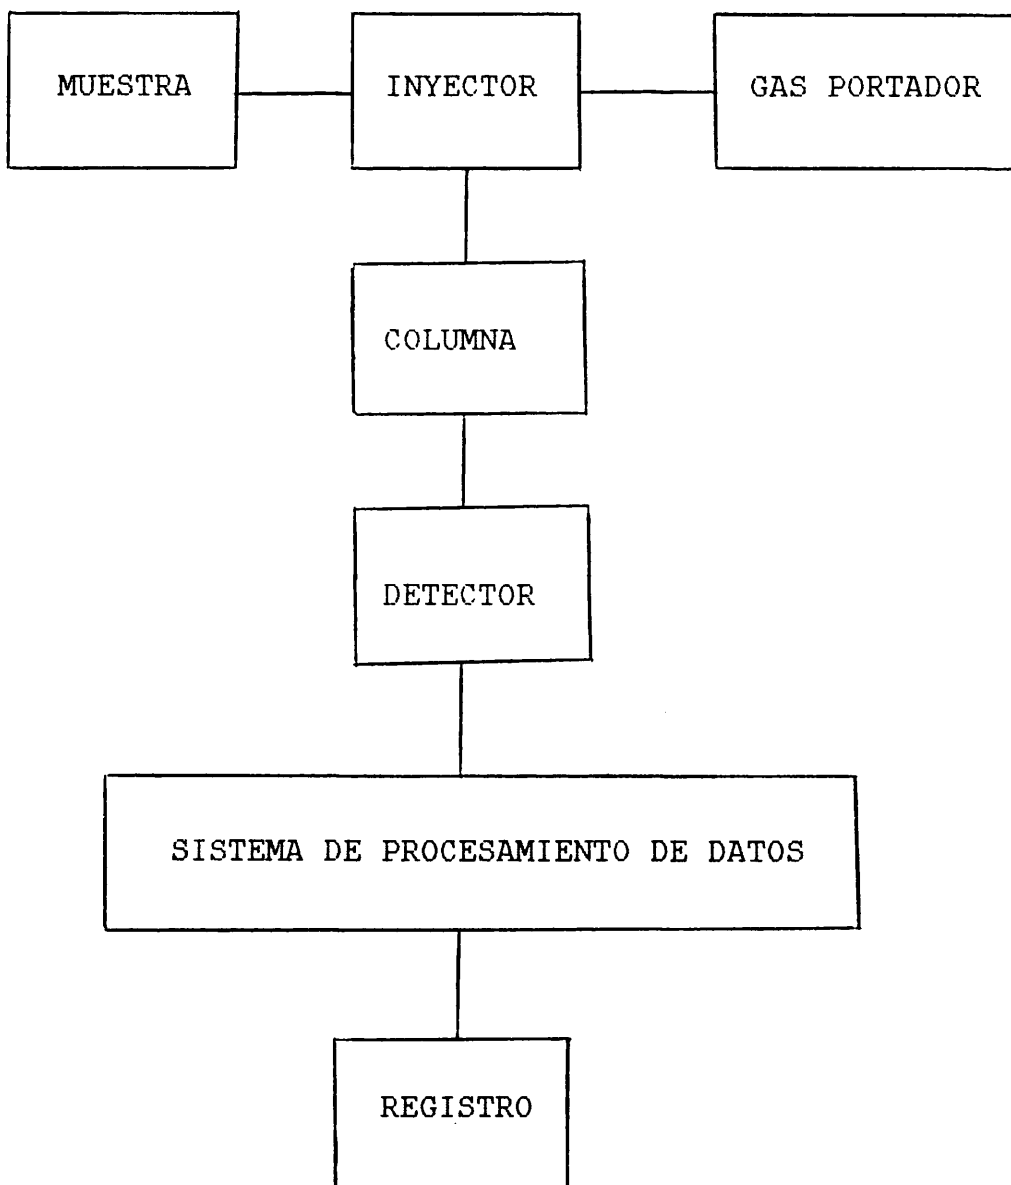 MUESTRA
INYECTOR
GAS PORTADOR
COLUMNA
DETECTOR
SISTEMA DE PROCESAMIENTO DE DATOS
REGISTRO